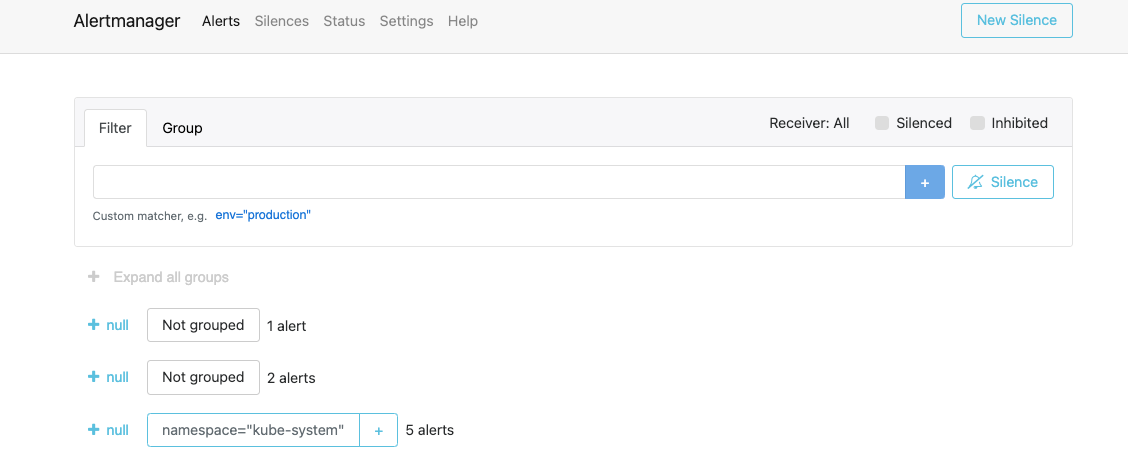 Alertmanager Alerts Silences Status Settings Help New Silence
Filter Group Receiver: All Silenced Inhibited
+ Silence
Custom matcher, e.g. env="production"
+ Expand all groups
+ null Not grouped 1 alert
+ null Not grouped 2 alerts
+ null namespace="kube-system" + 5 alerts